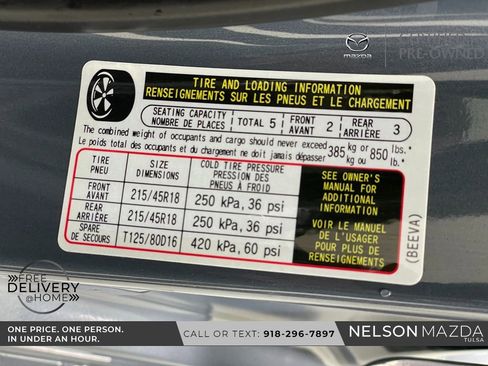 mazda
CERTIFIED
PRE-OWNED
TIRE AND LOADING INFORMATION
RENSEIGNEMENTS SUR LES PNEUS ET LE CHARGEMENT
SEATING CAPACITY
NOMBRE DE PLACES
TOTAL 5
FRONT
AVANT 2
REAR
ARRIÈRE 3
The combined weight of occupants and cargo should never exceed
Le poids total des occupants et du chargement ne doit jamais dépasser
385 kg or 850 lbs.
kg ou lb.
TIRE
PNEU
SIZE
DIMENSIONS
COLD TIRE PRESSURE
PRESSION DES
PNEUS À FROID
FRONT
AVANT
215/45R18
250 kPa, 36 psi
REAR
ARRIÈRE
215/45R18
250 kPa, 36 psi
SPARE
DE SECOURS
T125/80D16
420 kPa, 60 psi
SEE OWNER'S
MANUAL FOR
ADDITIONAL
INFORMATION
VOIR LE MANUEL
DE L'USAGER
POUR PLUS DE
RENSEIGNEMENTS
(BEEVA)
FREE
DELIVERY
@HOME
ONE PRICE. ONE PERSON.
IN UNDER AN HOUR.
CALL OR TEXT: 918-296-7897
NELSON MAZDA
TULSA